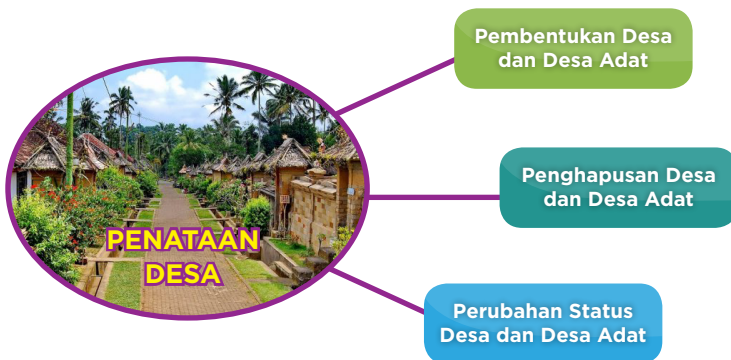 PENATAAN
DESA
Pembentukan Desa
dan Desa Adat
Penghapusan Desa
dan Desa Adat
Perubahan Status
Desa dan Desa Adat